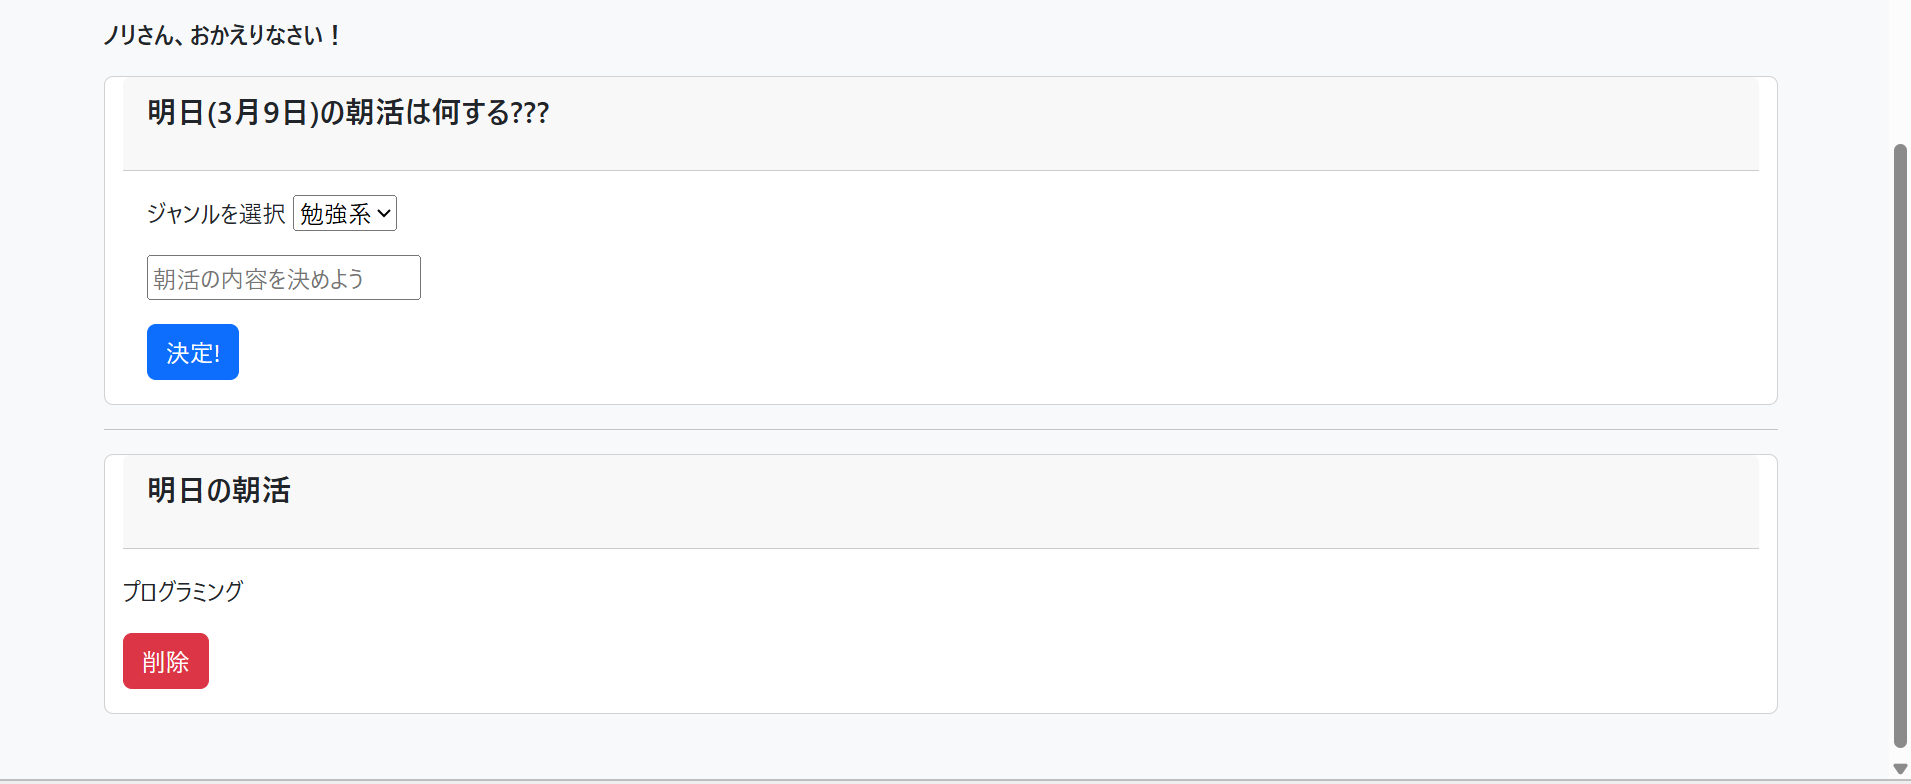 ノリさん、おかえりなさい！
明日(3月9日)の朝活は何する???
ジャンルを選択 勉強系
朝活の内容を決めよう
決定!
明日の朝活
プログラミング
削除